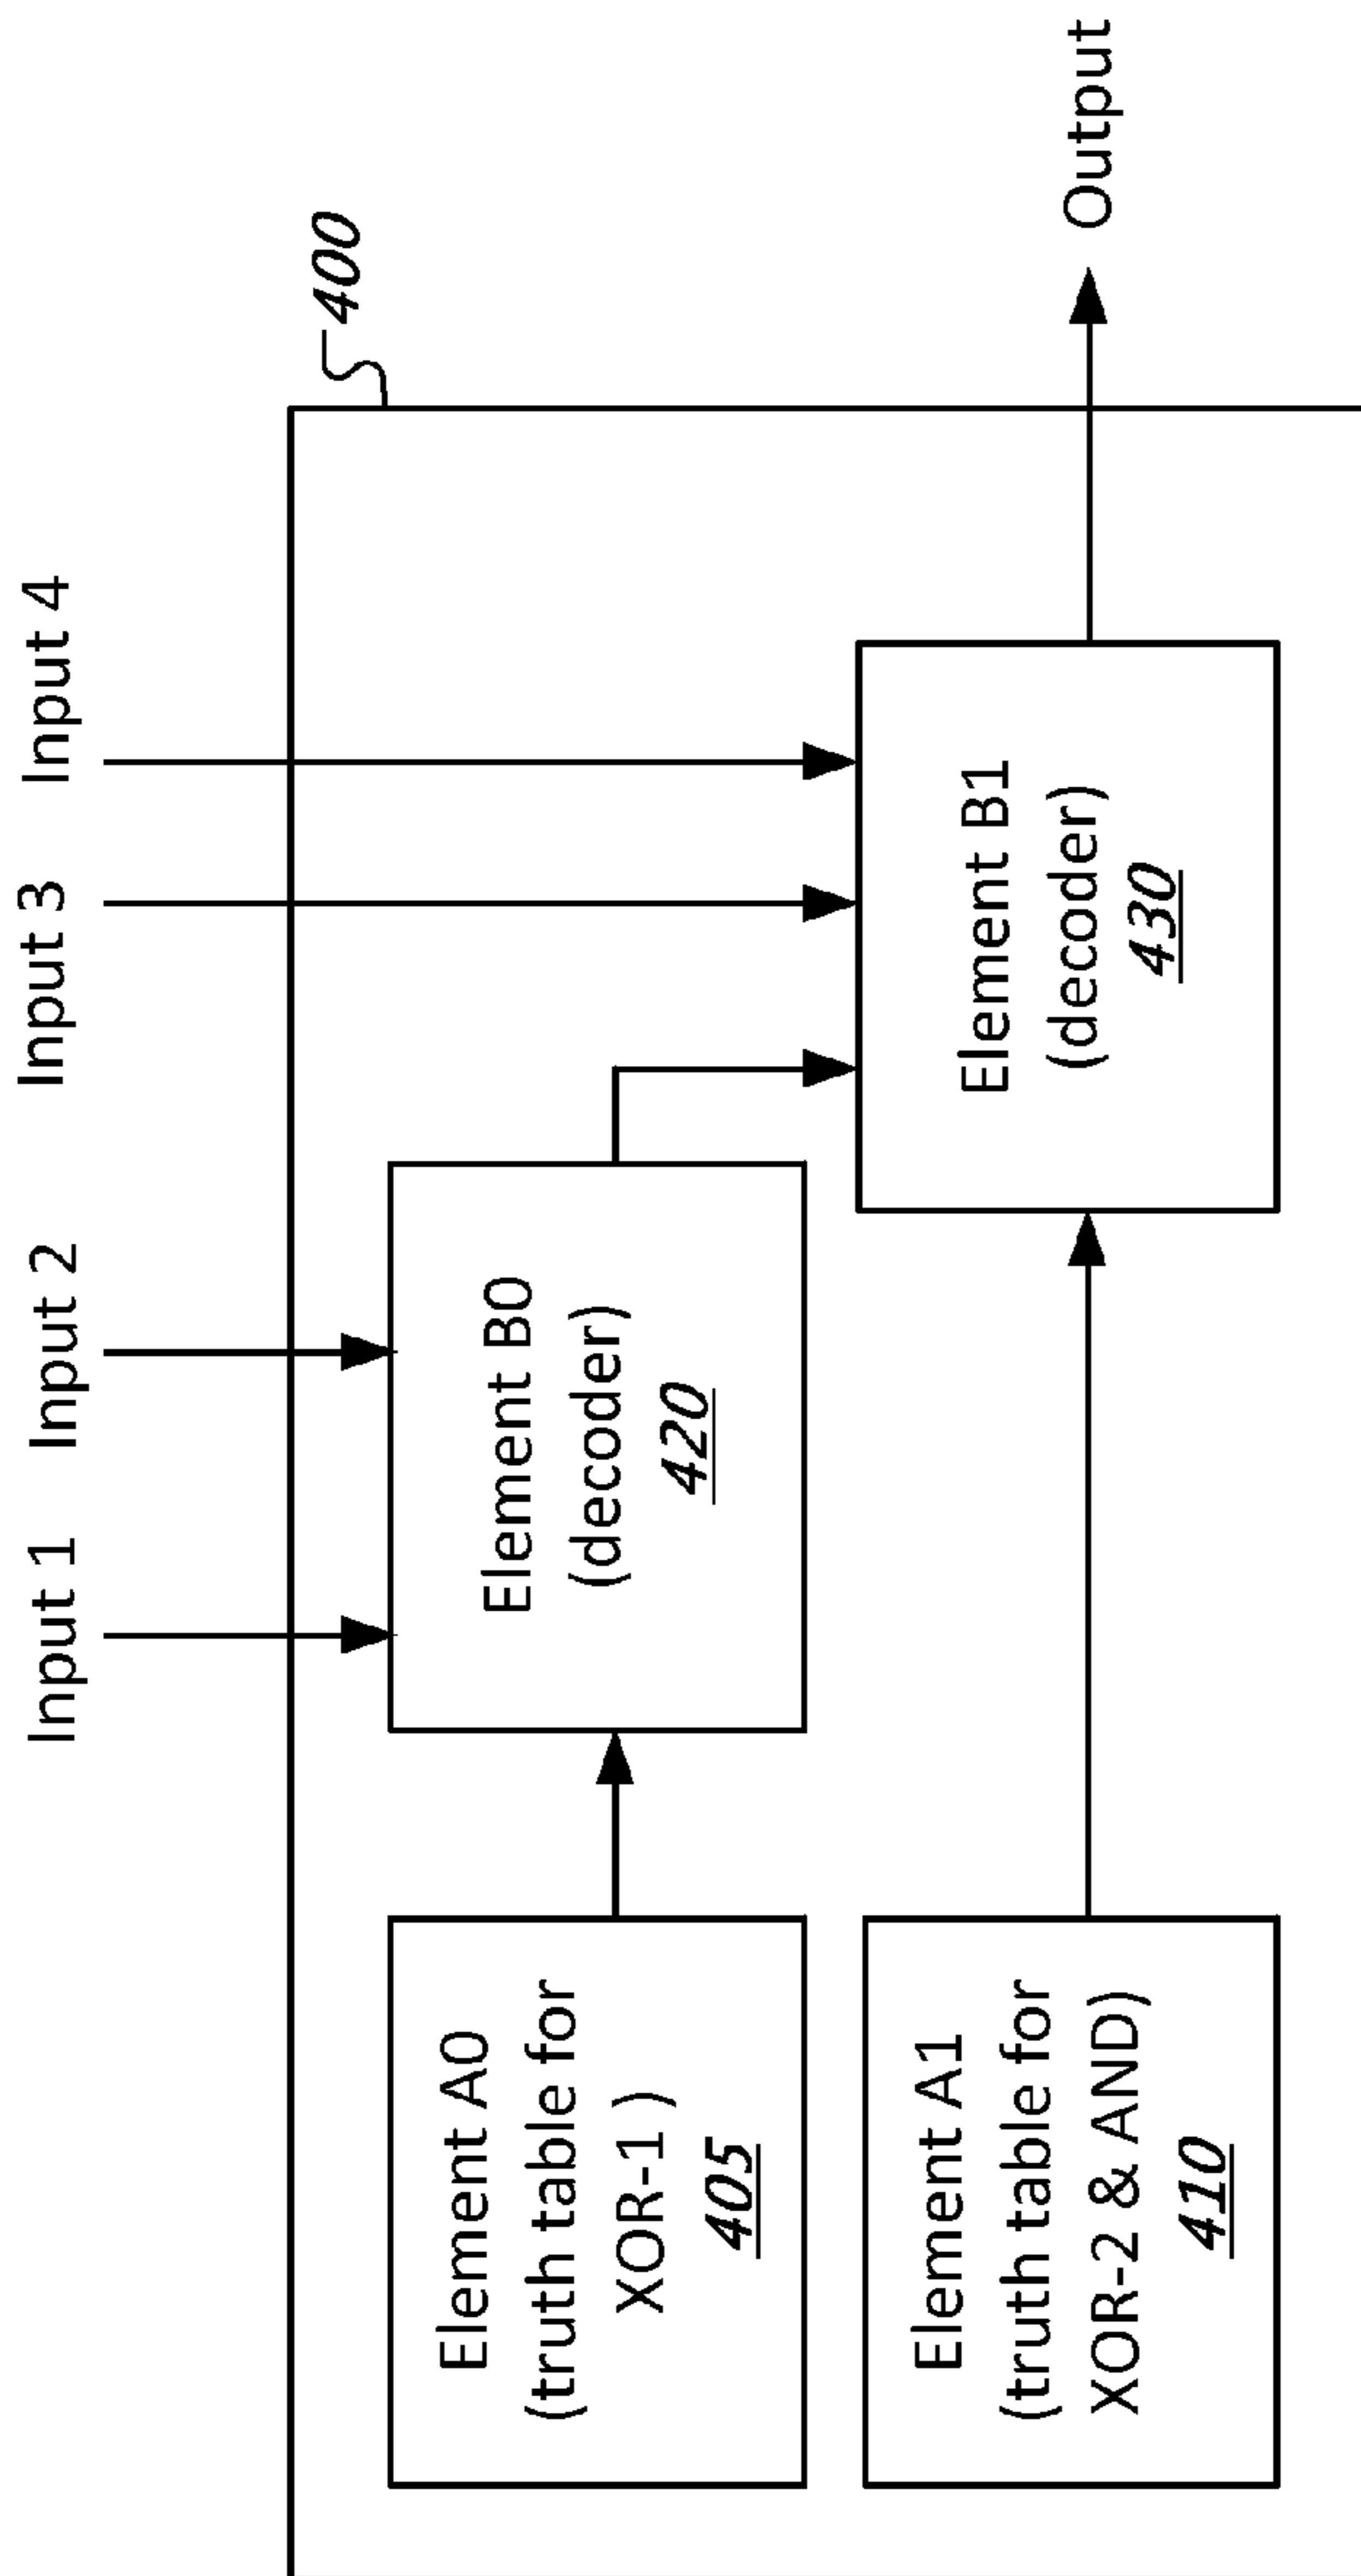 Input 1
Input 2
Input 3
Input 4
400
Element A0
(truth table for
XOR-1 )
405
Element B0
(decoder)
420
Element A1
(truth table for
XOR-2 & AND)
410
Element B1
(decoder)
430
Output